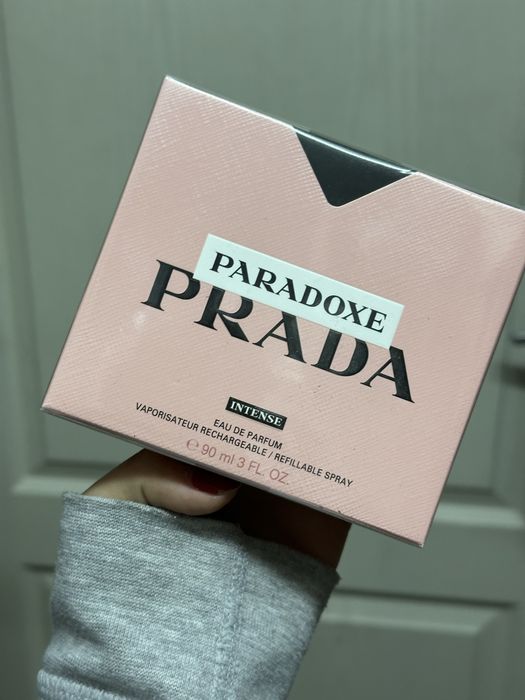 PARADOXE
PRADA
INTENSE
EAU DE PARFUM
VAPORISATEUR RECHARGEABLE / REFILLABLE SPRAY
℮ 90 ml 3 FL. OZ.